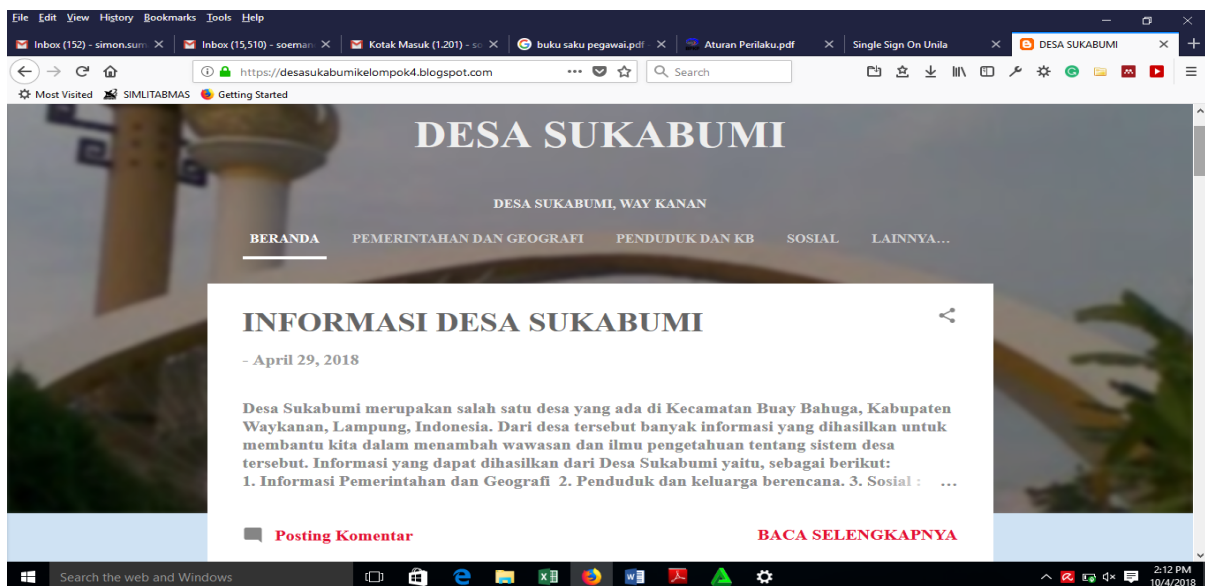 File Edit View History Bookmarks Tools Help
Inbox (152) - simon.sum
Inbox (15,510) - soeman
Kotak Masuk (1.201) - so
buku saku pegawai.pdf -
Aturan Perilaku.pdf
Single Sign On Unila
DESA SUKABUMI
https://desasukabumikelompok4.blogspot.com
Search
Most Visited SIMLITABMAS Getting Started
DESA SUKABUMI
DESA SUKABUMI, WAY KANAN
BERANDA PEMERINTAHAN DAN GEOGRAFI PENDUDUK DAN KB SOSIAL LAINNYA...
INFORMASI DESA SUKABUMI
- April 29, 2018
Desa Sukabumi merupakan salah satu desa yang ada di Kecamatan Buay Bahuga, Kabupaten
Waykanan, Lampung, Indonesia. Dari desa tersebut banyak informasi yang dihasilkan untuk
membantu kita dalam menambah wawasan dan ilmu pengetahuan tentang sistem desa
tersebut. Informasi yang dapat dihasilkan dari Desa Sukabumi yaitu, sebagai berikut:
1. Informasi Pemerintahan dan Geografi 2. Penduduk dan keluarga berencana. 3. Sosial : ...
Posting Komentar
BACA SELENGKAPNYA
Search the web and Windows
2:12 PM
10/4/2018